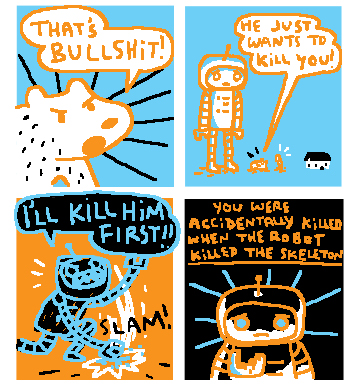 THAT'S
BULLSHIT!
HE JUST
WANTS TO
KILL YOU!
I'LL KILL HIM
FIRST!!
SLAM!
YOU WERE
ACCIDENTALLY KILLED
WHEN THE ROBOT
KILLED THE SKELETON